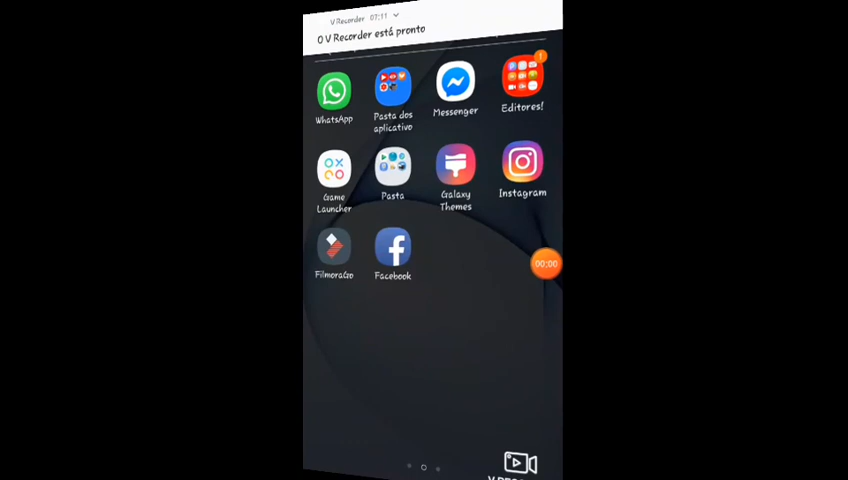 V Recorder 07:11
O V Recorder está pronto
WhatsApp
Pasta dos
aplicativo
Messenger
Editores!
Game
Launcher
Pasta
Galaxy
Themes
Instagram
FilmoraGo
Facebook
00:00